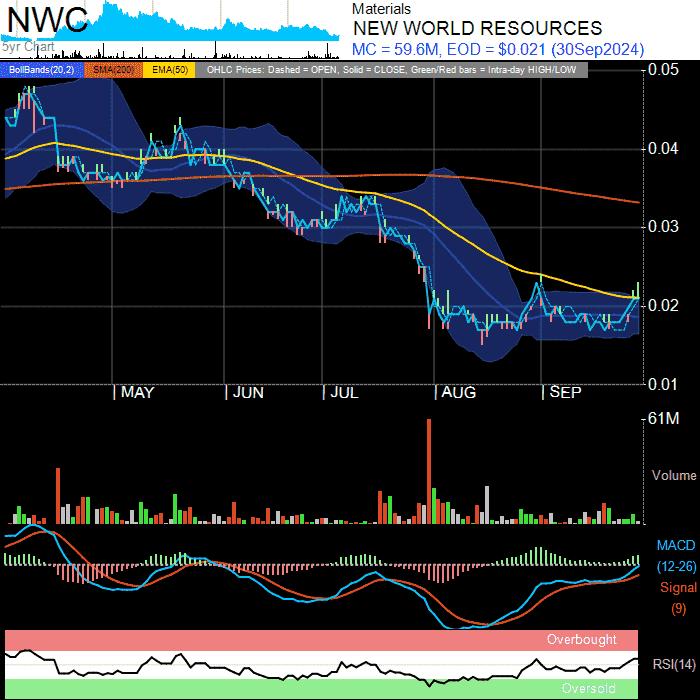 NWC
5yr Chart
Materials
NEW WORLD RESOURCES
MC = 59.6M, EOD = $0.021 (30Sep2024)
BollBands(20,2) SMA(200) EMA(50) OHLC Prices: Dashed = OPEN, Solid = CLOSE, Green/Red bars = Intra-day HIGH/LOW
0.05
0.04
0.03
0.02
0.01
MAY JUN JUL AUG SEP
61M
Volume
MACD
(12-26)
Signal
(9)
Overbought
RSI(14)
Oversold